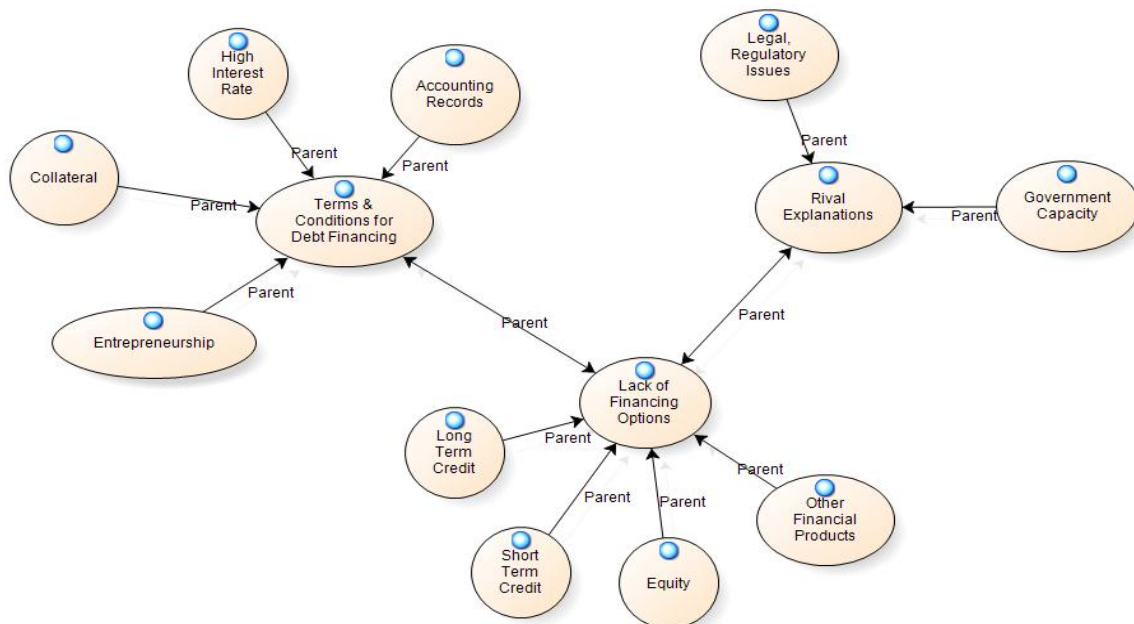 High
Interest
Rate
Accounting
Records
Legal,
Regulatory
Issues
Parent
Parent
Parent
Collateral
Parent
Terms &
Conditions for
Debt Financing
Rival
Explanations
Parent
Government
Capacity
Parent
Entrepreneurship
Parent
Parent
Lack of
Financing
Options
Long
Term
Credit
Parent
Parent
Parent
Parent
Other
Financial
Products
Short
Term
Credit
Equity